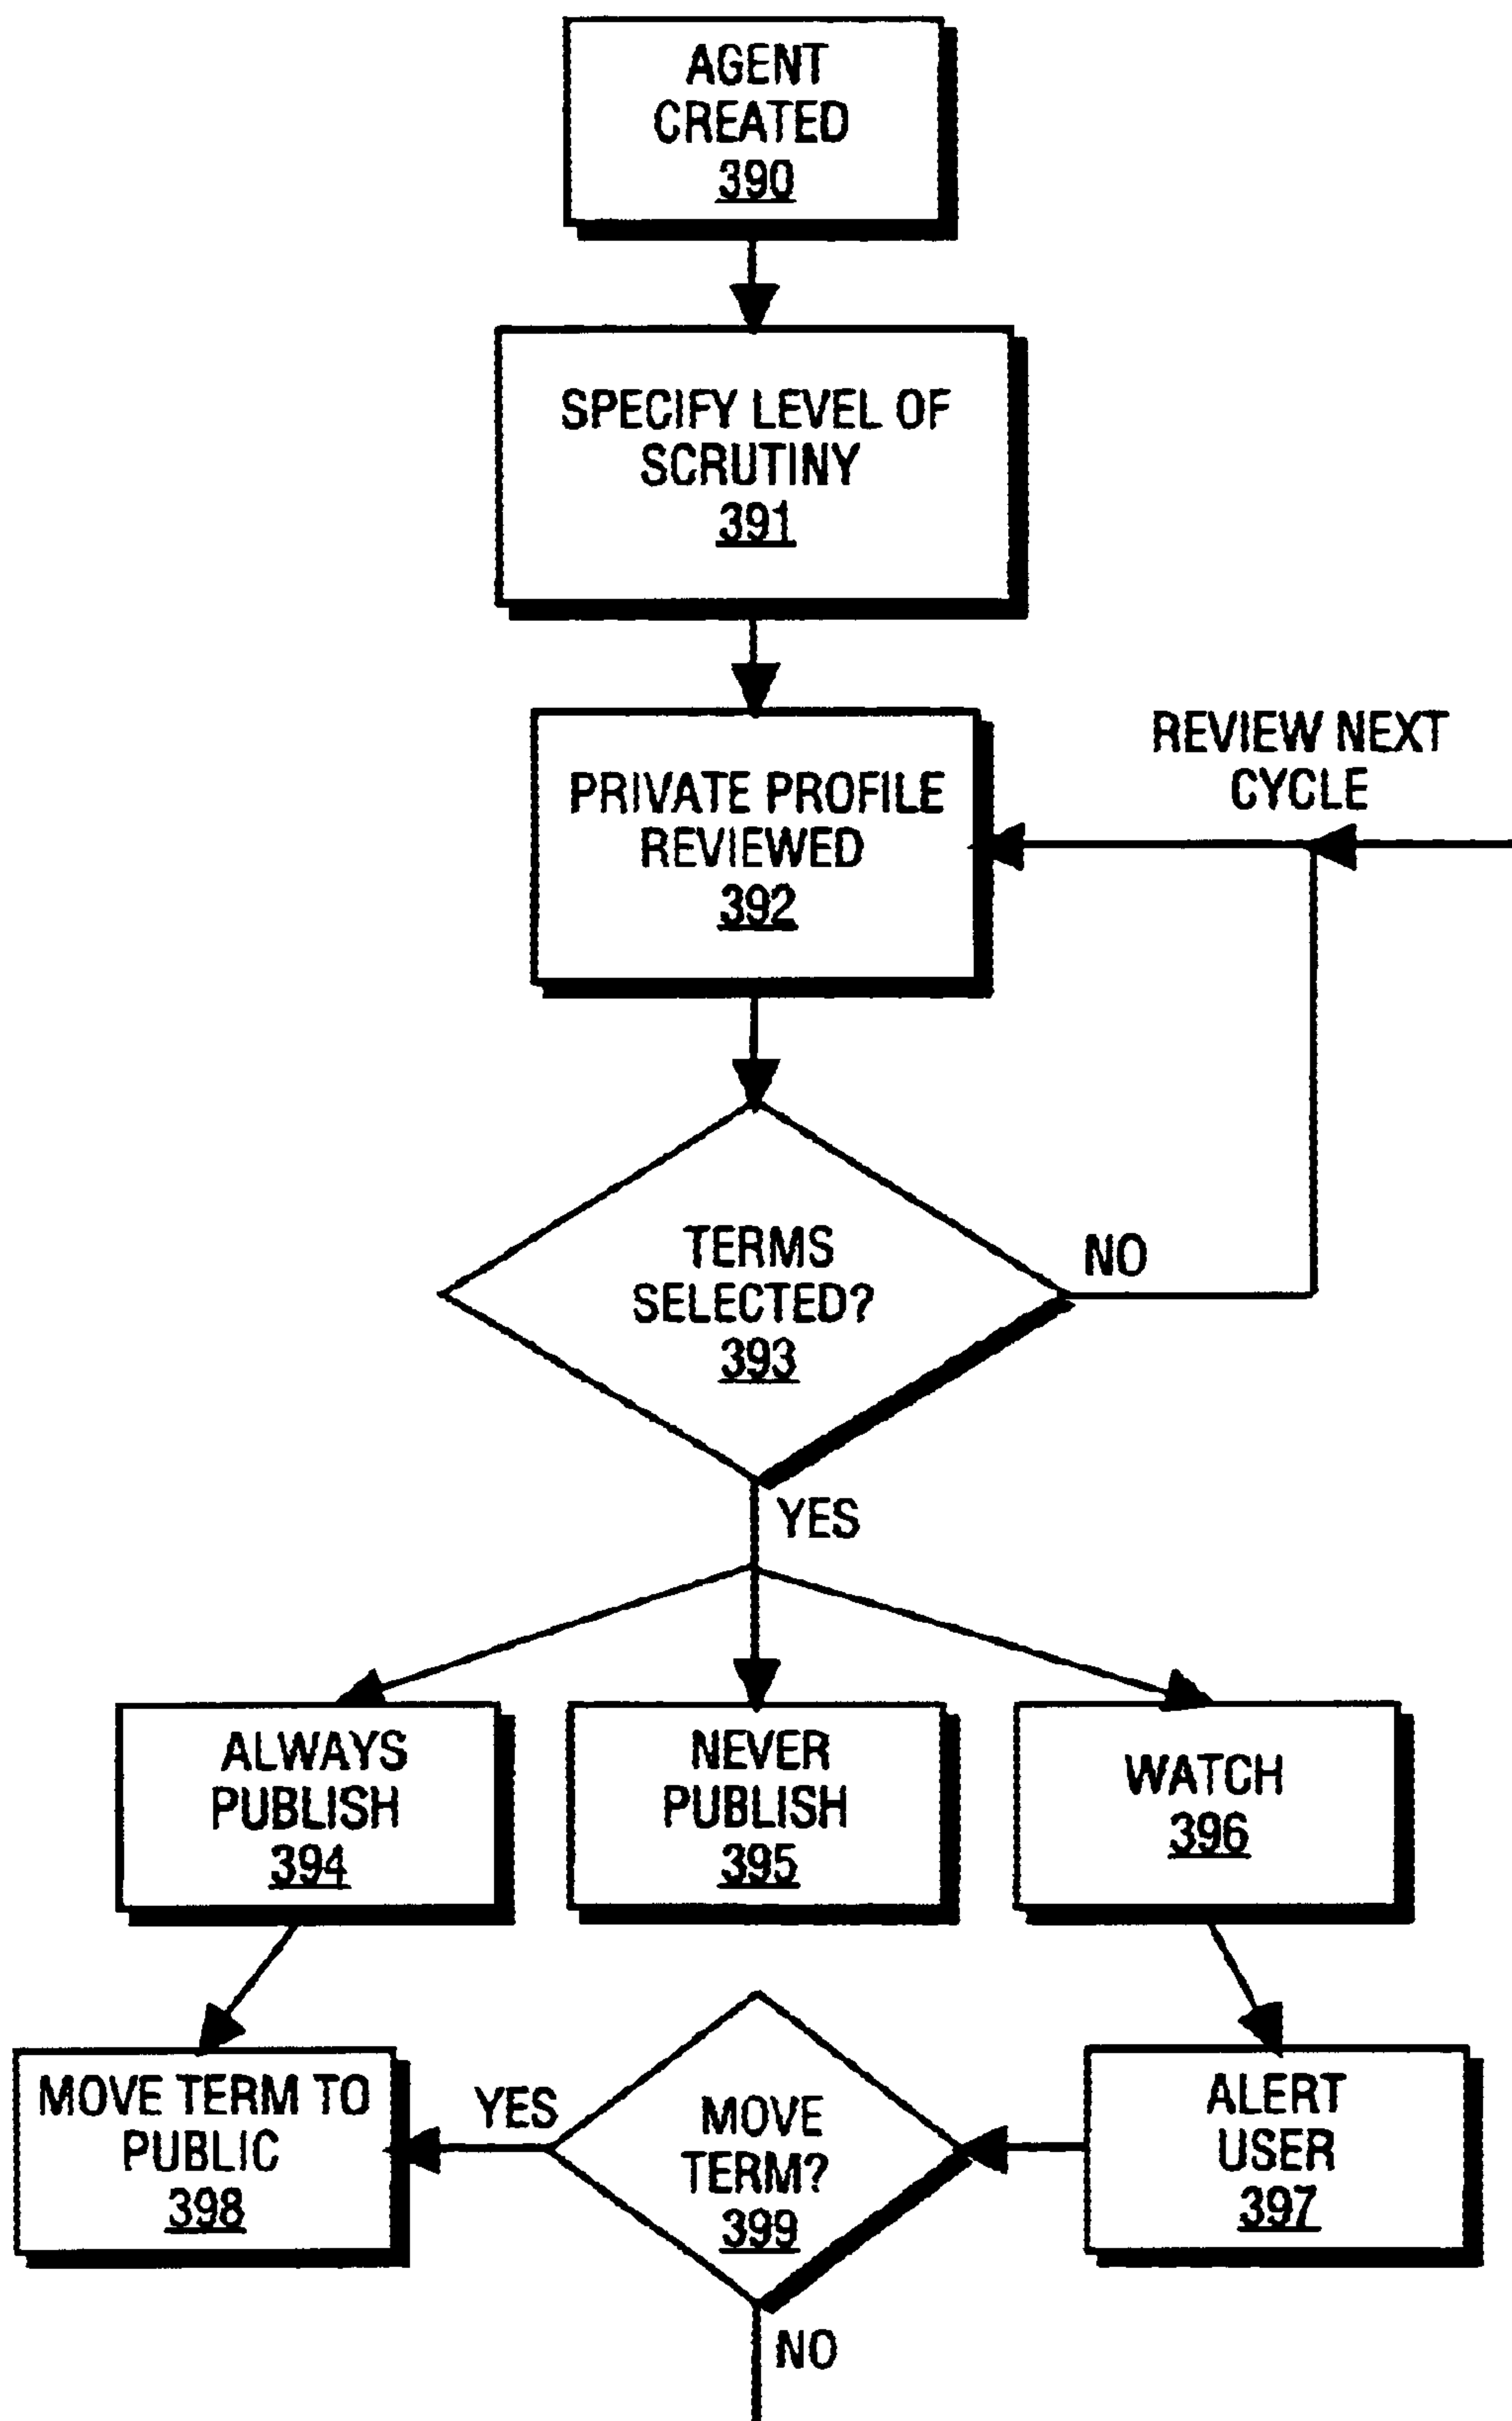 AGENT
CREATED
390
SPECIFY LEVEL OF
SCRUTINY
391
REVIEW NEXT
CYCLE
PRIVATE PROFILE
REVIEWED
392
TERMS
SELECTED?
393
NO
YES
ALWAYS
PUBLISH
394
NEVER
PUBLISH
395
WATCH
396
MOVE TERM TO
PUBLIC
398
YES
MOVE
TERM?
399
ALERT
USER
397
NO